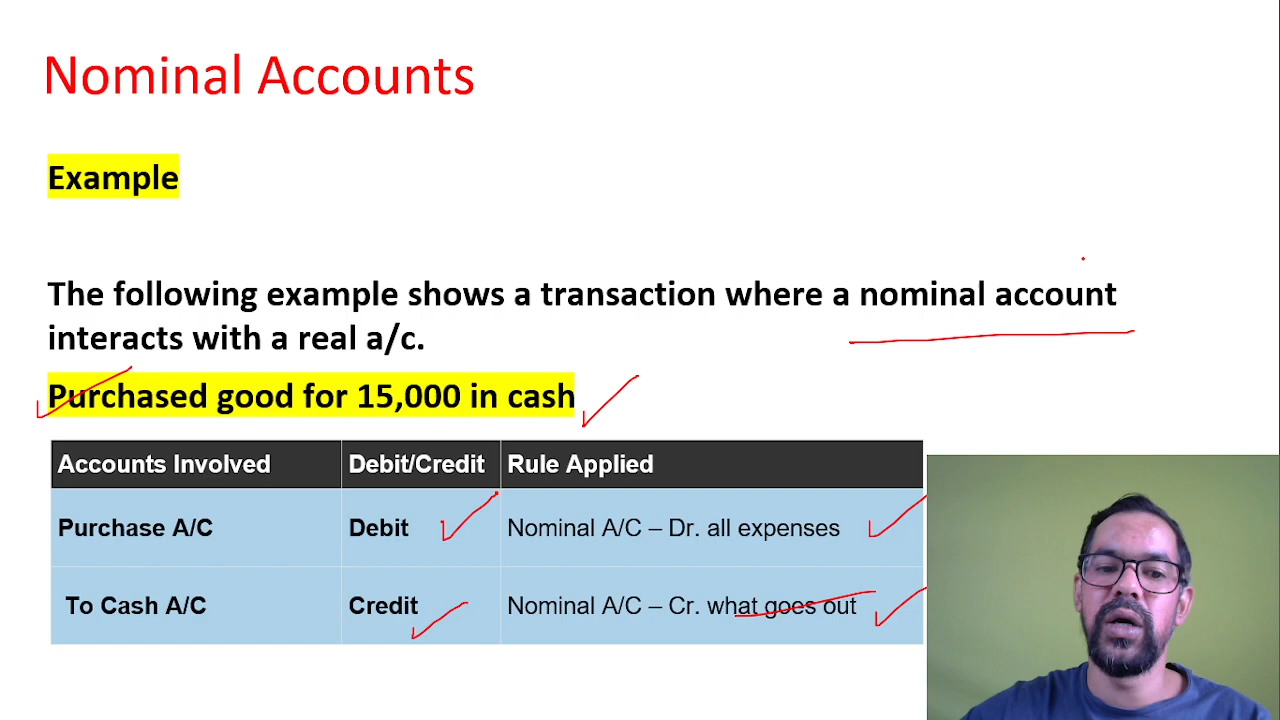 Nominal Accounts
Example
The following example shows a transaction where a nominal account
interacts with a real a/c.
Purchased good for 15,000 in cash
Accounts Involved Debit/Credit Rule Applied
Purchase A/C Debit Nominal A/C – Dr. all expenses
To Cash A/C Credit Nominal A/C – Cr. what goes out